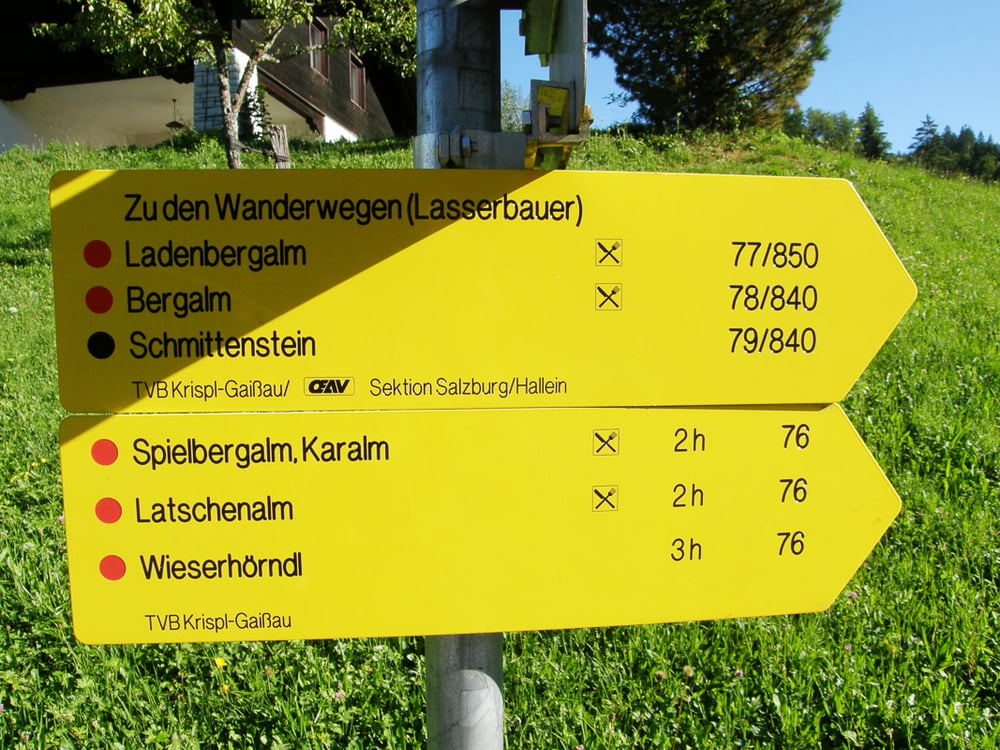 Zu den Wanderwegen (Lasserbauer)
Ladenbergalm 77/850
Bergalm 78/840
Schmittenstein 79/840
TVB Krispl-Gaißau/ OEAV Sektion Salzburg/Hallein
Spielbergalm, Karalm 2h 76
Latschenalm 2h 76
Wieserhörndl 3h 76
TVB Krispl-Gaißau